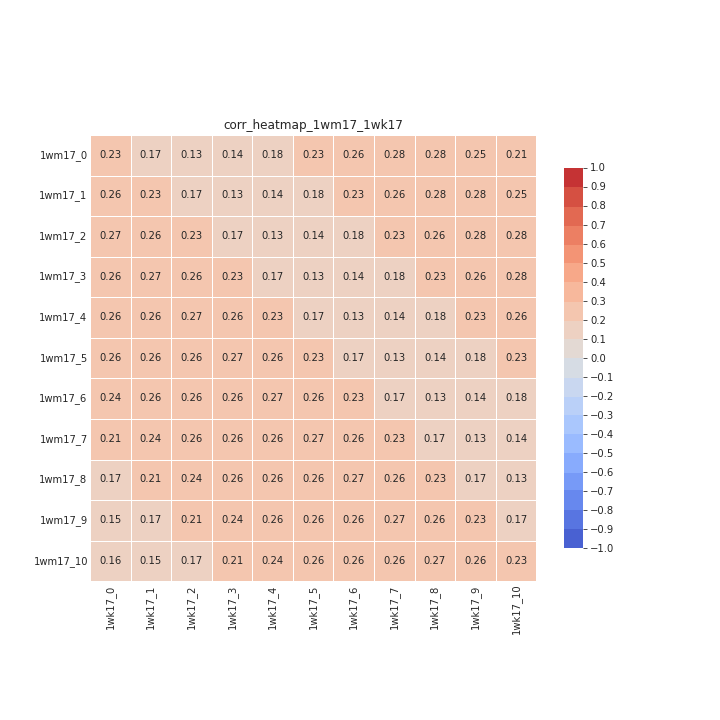 corr_heatmap_1wm17_1wk17
1wm17_0 0.23 0.17 0.13 0.14 0.18 0.23 0.26 0.28 0.28 0.25 0.21
1wm17_1 0.26 0.23 0.17 0.13 0.14 0.18 0.23 0.26 0.28 0.28 0.25
1wm17_2 0.27 0.26 0.23 0.17 0.13 0.14 0.18 0.23 0.26 0.28 0.28
1wm17_3 0.26 0.27 0.26 0.23 0.17 0.13 0.14 0.18 0.23 0.26 0.28
1wm17_4 0.26 0.26 0.27 0.26 0.23 0.17 0.13 0.14 0.18 0.23 0.26
1wm17_5 0.26 0.26 0.26 0.27 0.26 0.23 0.17 0.13 0.14 0.18 0.23
1wm17_6 0.24 0.26 0.26 0.26 0.27 0.26 0.23 0.17 0.13 0.14 0.18
1wm17_7 0.21 0.24 0.26 0.26 0.26 0.27 0.26 0.23 0.17 0.13 0.14
1wm17_8 0.17 0.21 0.24 0.26 0.26 0.26 0.27 0.26 0.23 0.17 0.13
1wm17_9 0.15 0.17 0.21 0.24 0.26 0.26 0.26 0.27 0.26 0.23 0.17
1wm17_10 0.16 0.15 0.17 0.21 0.24 0.26 0.26 0.26 0.27 0.26 0.23
1wk17_0 1wk17_1 1wk17_2 1wk17_3 1wk17_4 1wk17_5 1wk17_6 1wk17_7 1wk17_8 1wk17_9 1wk17_10
1.0
0.9
0.8
0.7
0.6
0.5
0.4
0.3
0.2
0.1
0.0
−0.1
−0.2
−0.3
−0.4
−0.5
−0.6
−0.7
−0.8
−0.9
−1.0